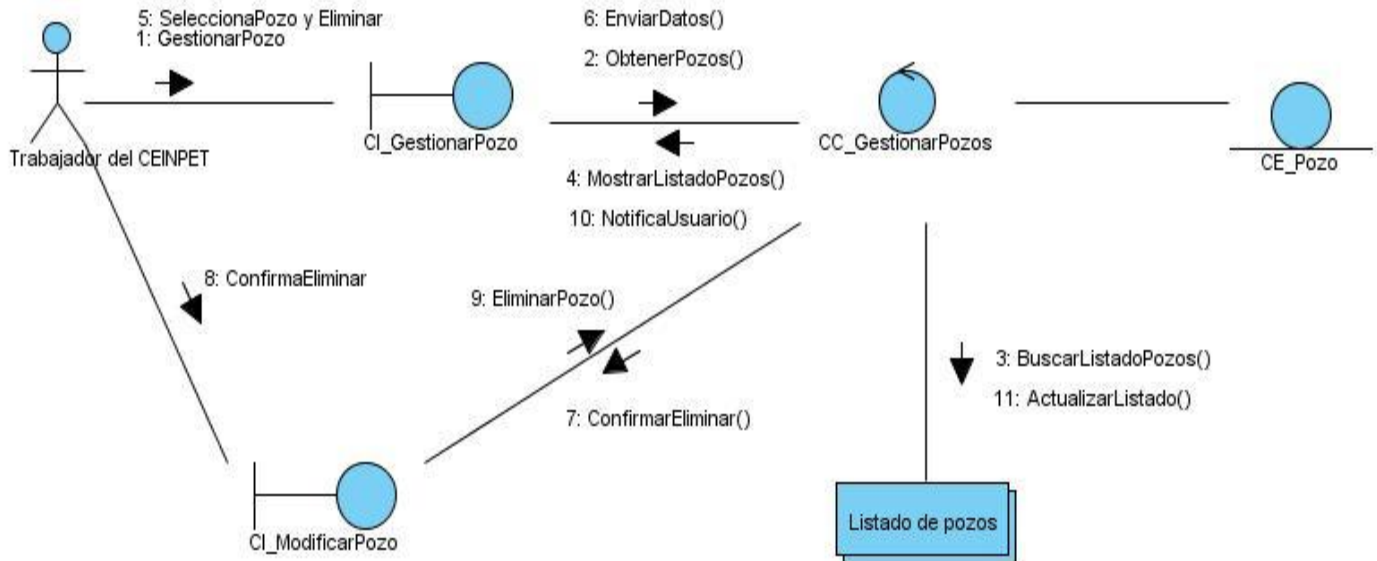 5: SeleccionaPozo y Eliminar
1: GestionarPozo
6: EnviarDatos()
2: ObtenerPozos()
Trabajador del CEINPET
CI_GestionarPozo
CC_GestionarPozos
CE_Pozo
4: MostrarListadoPozos()
10: NotificaUsuario()
8: ConfirmaEliminar
9: EliminarPozo()
7: ConfirmarEliminar()
3: BuscarListadoPozos()
11: ActualizarListado()
CI_ModificarPozo
Listado de pozos